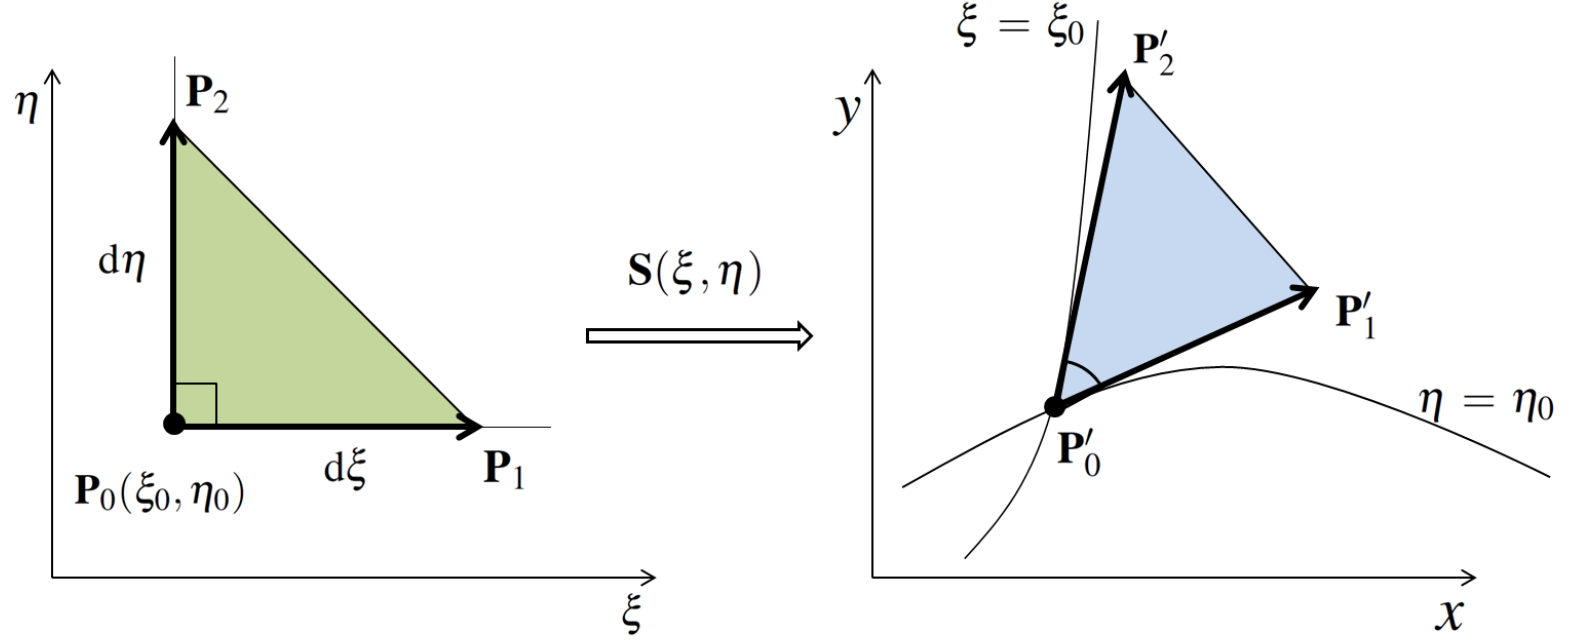 η
𝐏₂
dη
dξ
𝐏₁
𝐏₀(ξ₀, η₀)
ξ
𝐒(ξ, η)
ξ = ξ₀
𝐏′₂
y
𝐏′₁
η = η₀
𝐏′₀
x